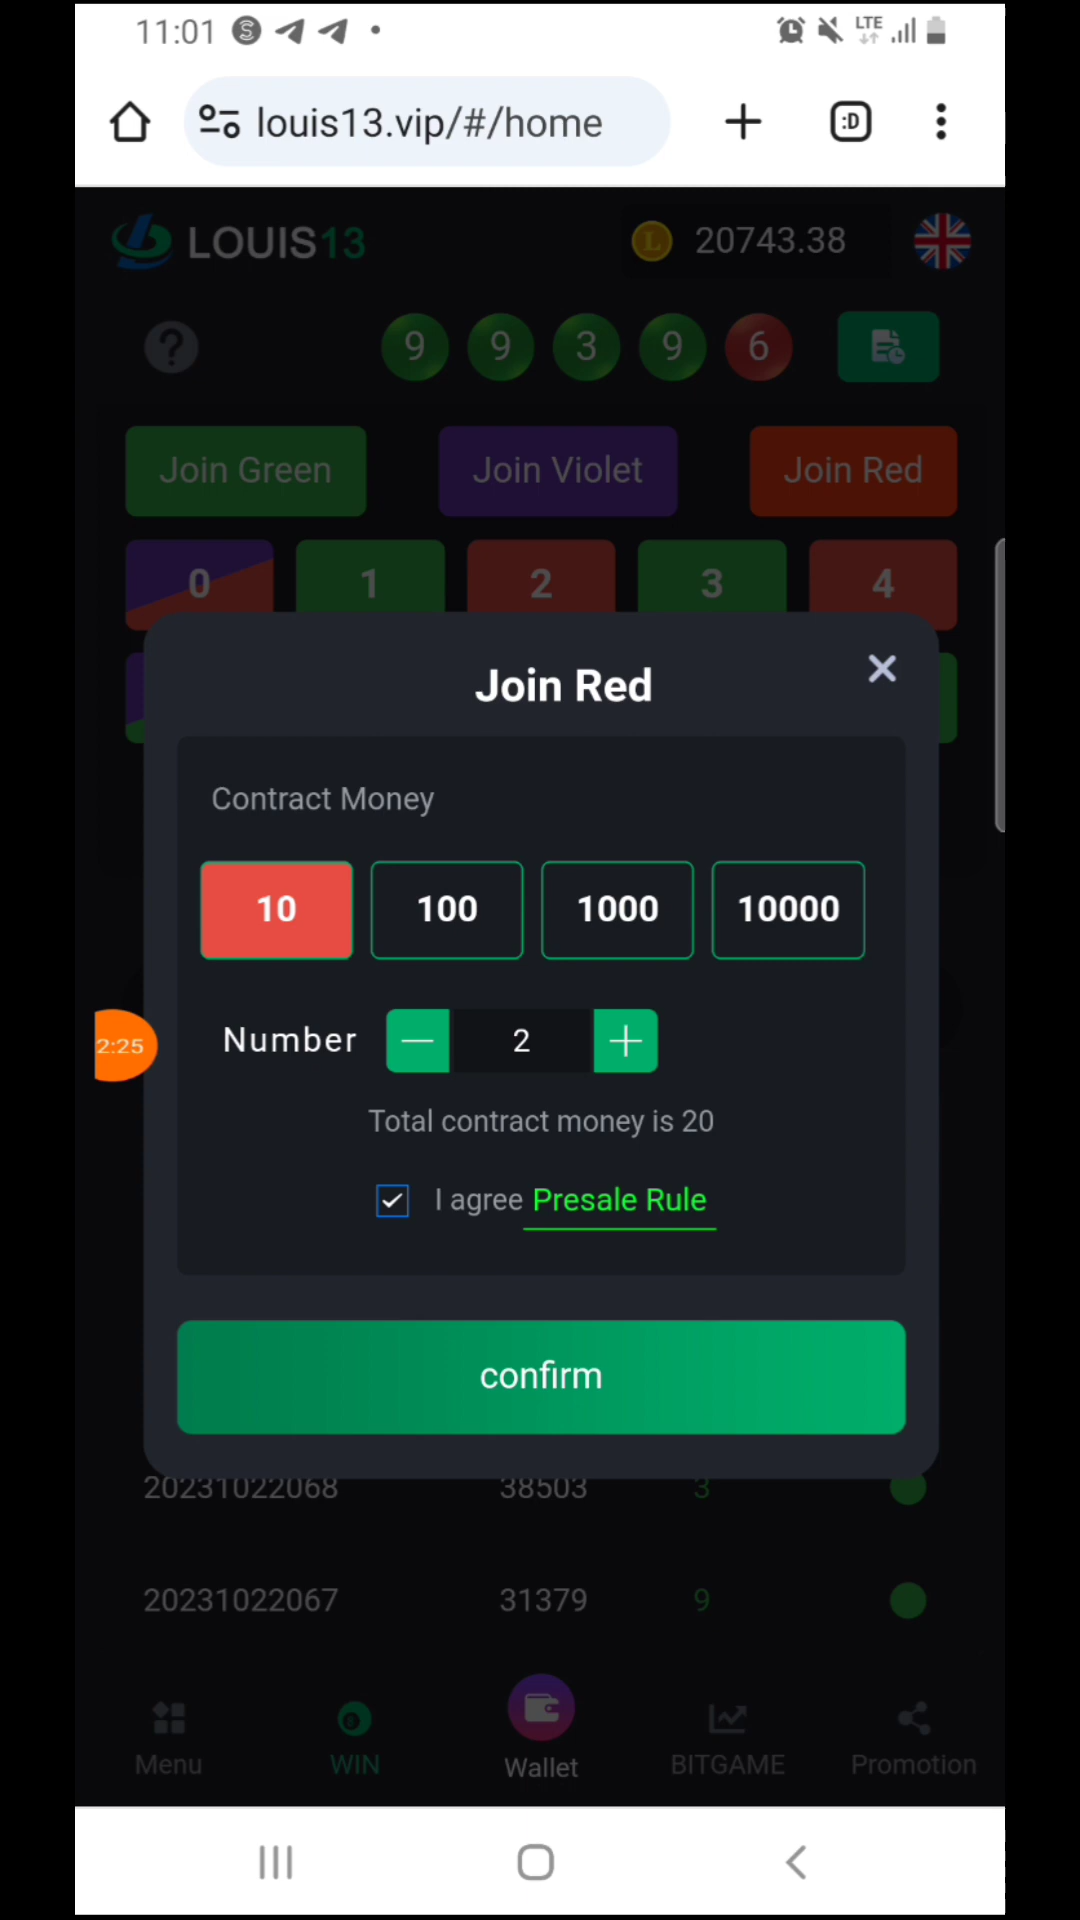 11:01
LTE
louis13.vip/#/home
:D
LOUIS13
L 20743.38
?
9 9 3 9 6
Join Green
Join Violet
Join Red
0 1 2 3 4
Join Red
Contract Money
10 100 1000 10000
2:25
Number 2
Total contract money is 20
I agree Presale Rule
confirm
20231022068 38503 3
20231022067 31379 9
Menu WIN Wallet BITGAME Promotion